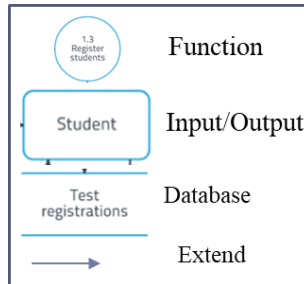 1.3
Register
students
Function
Student
Input/Output
Test
registrations
Database
Extend